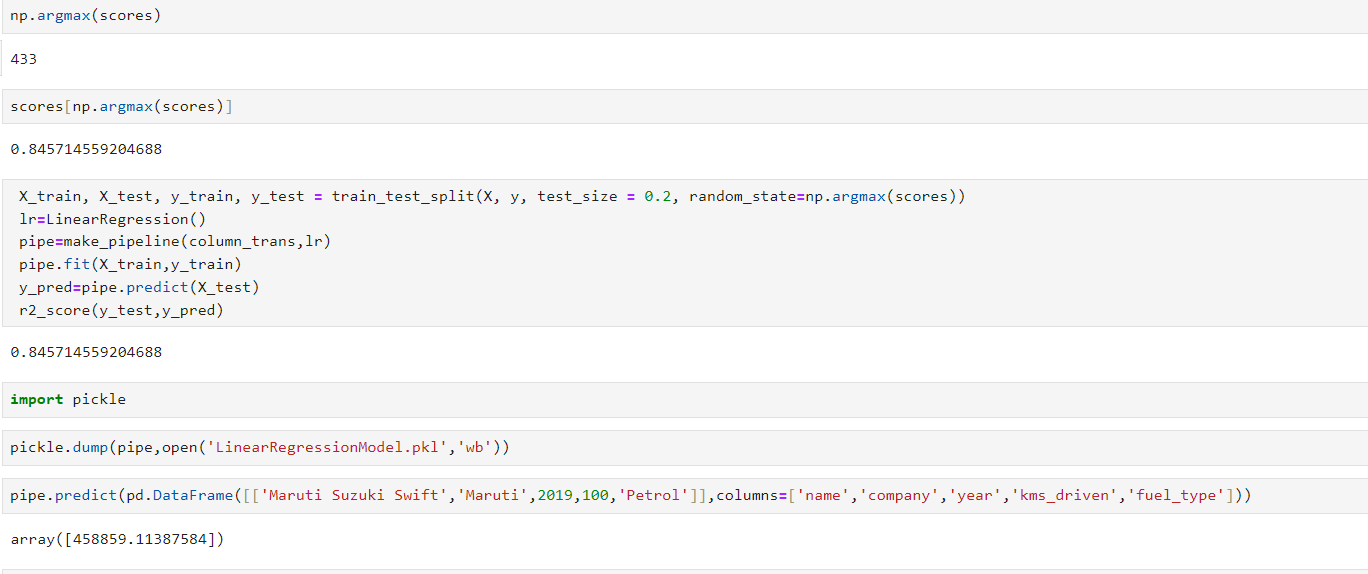 np.argmax(scores)
433
scores[np.argmax(scores)]
0.845714559204688
X_train, X_test, y_train, y_test = train_test_split(X, y, test_size = 0.2, random_state=np.argmax(scores))
lr=LinearRegression()
pipe=make_pipeline(column_trans,lr)
pipe.fit(X_train,y_train)
y_pred=pipe.predict(X_test)
r2_score(y_test,y_pred)
0.845714559204688
import pickle
pickle.dump(pipe,open('LinearRegressionModel.pkl','wb'))
pipe.predict(pd.DataFrame([['Maruti Suzuki Swift','Maruti',2019,100,'Petrol']],columns=['name','company','year','kms_driven','fuel_type']))
array([458859.11387584])